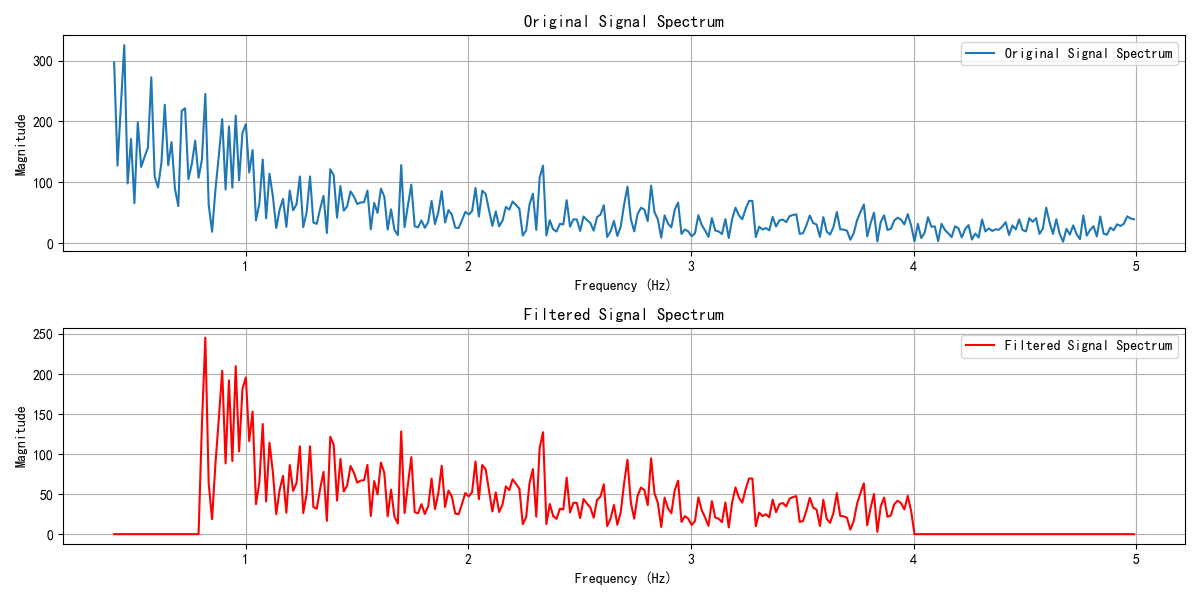 Original Signal Spectrum
Original Signal Spectrum
Magnitude
300
200
100
0
1
2
3
4
5
Frequency (Hz)
Filtered Signal Spectrum
Filtered Signal Spectrum
Magnitude
250
200
150
100
50
0
1
2
3
4
5
Frequency (Hz)